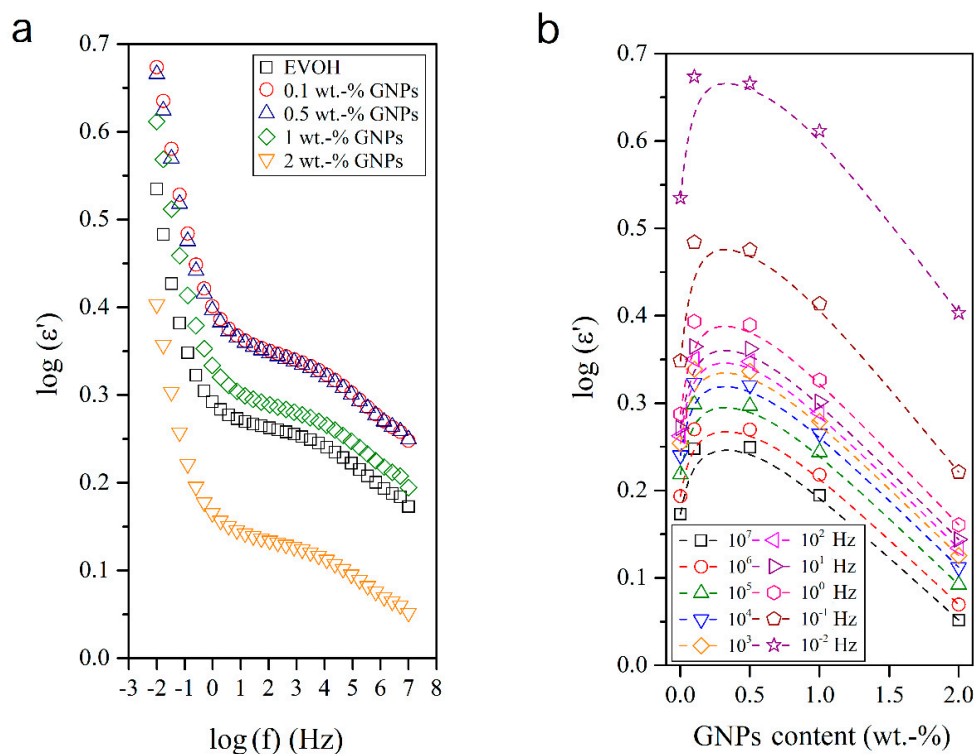 a
0.7
0.6
0.5
0.4
0.3
0.2
0.1
0.0
log (ε')
-3 -2 -1 0 1 2 3 4 5 6 7 8
log (f) (Hz)
EVOH
0.1 wt.-% GNPs
0.5 wt.-% GNPs
1 wt.-% GNPs
2 wt.-% GNPs
b
0.7
0.6
0.5
0.4
0.3
0.2
0.1
0.0
log (ε')
0.0 0.5 1.0 1.5 2.0
GNPs content (wt.-%)
10⁷ 10² Hz
10⁶ 10¹ Hz
10⁵ 10⁰ Hz
10⁴ 10⁻¹ Hz
10³ 10⁻² Hz